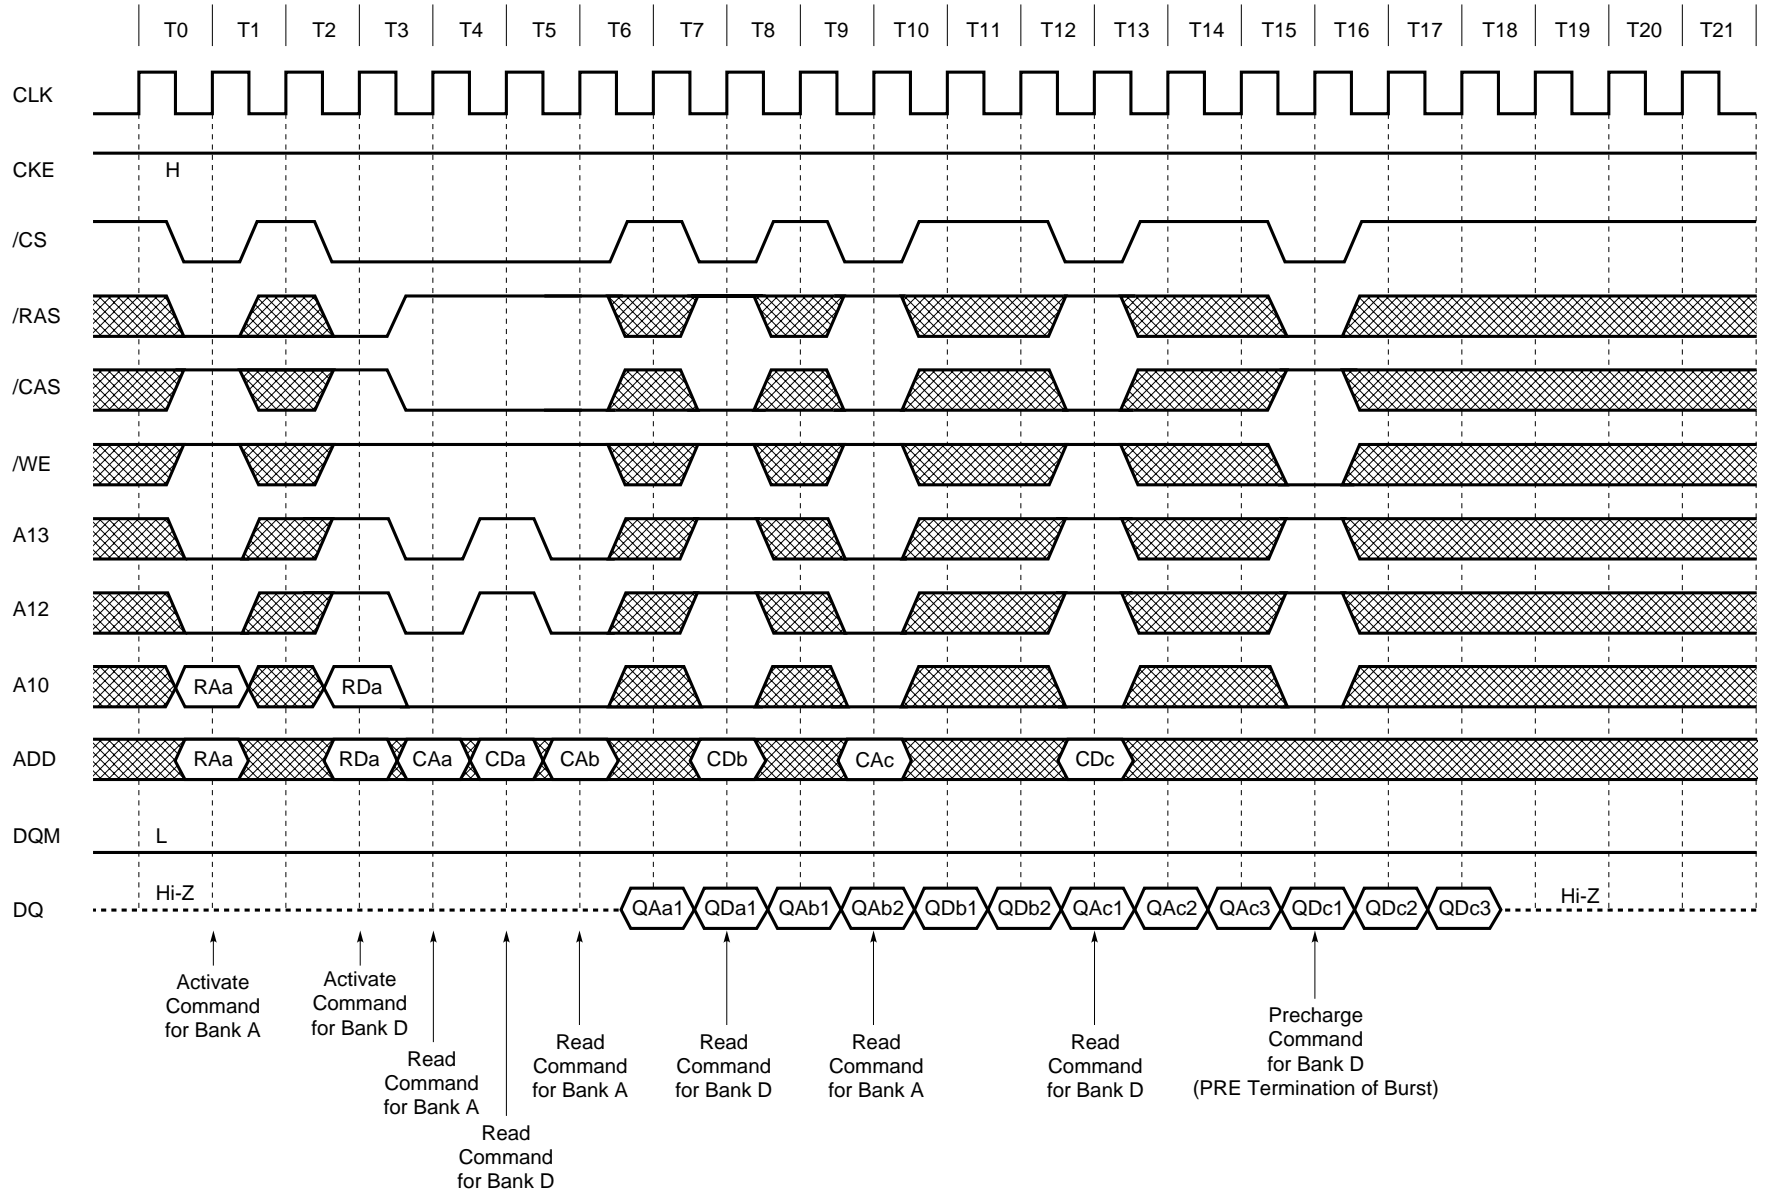 T0 T1 T2 T3 T4 T5 T6 T7 T8 T9 T10 T11 T12 T13 T14 T15 T16 T17 T18 T19 T20 T21
CLK
CKE H
/CS
/RAS
/CAS
/WE
A13
A12
A10 RAa RDa
ADD RAa RDa CAa CDa CAb CDb CAc CDc
DQM L
DQ Hi-Z QAa1 QDa1 QAb1 QAb2 QDb1 QDb2 QAc1 QAc2 QAc3 QDc1 QDc2 QDc3 Hi-Z
Activate
Command
for Bank A
Activate
Command
for Bank D
Read
Command
for Bank A
Read
Command
for Bank D
Read
Command
for Bank A
Read
Command
for Bank D
Read
Command
for Bank A
Read
Command
for Bank D
Precharge
Command
for Bank D
(PRE Termination of Burst)